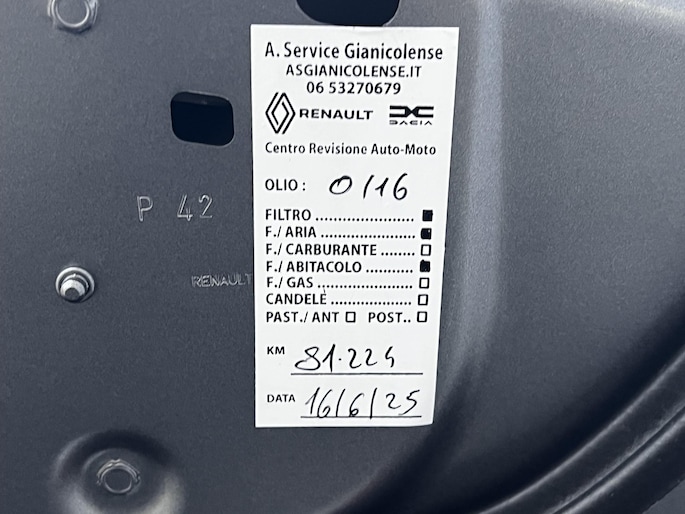 A. Service Gianicolense
ASGIANICOLENSE.IT
06 53270679
RENAULT DACIA
Centro Revisione Auto-Moto
OLIO: 0/16
FILTRO ...................... ■
F./ARIA ..................... ■
F./CARBURANTE ........ □
F./ABITACOLO ........... ■
F./GAS ...................... □
CANDELE ................... □
PAST./ANT □ POST.. □
KM 81.224
DATA 16/6/25
P 42
RENAULT